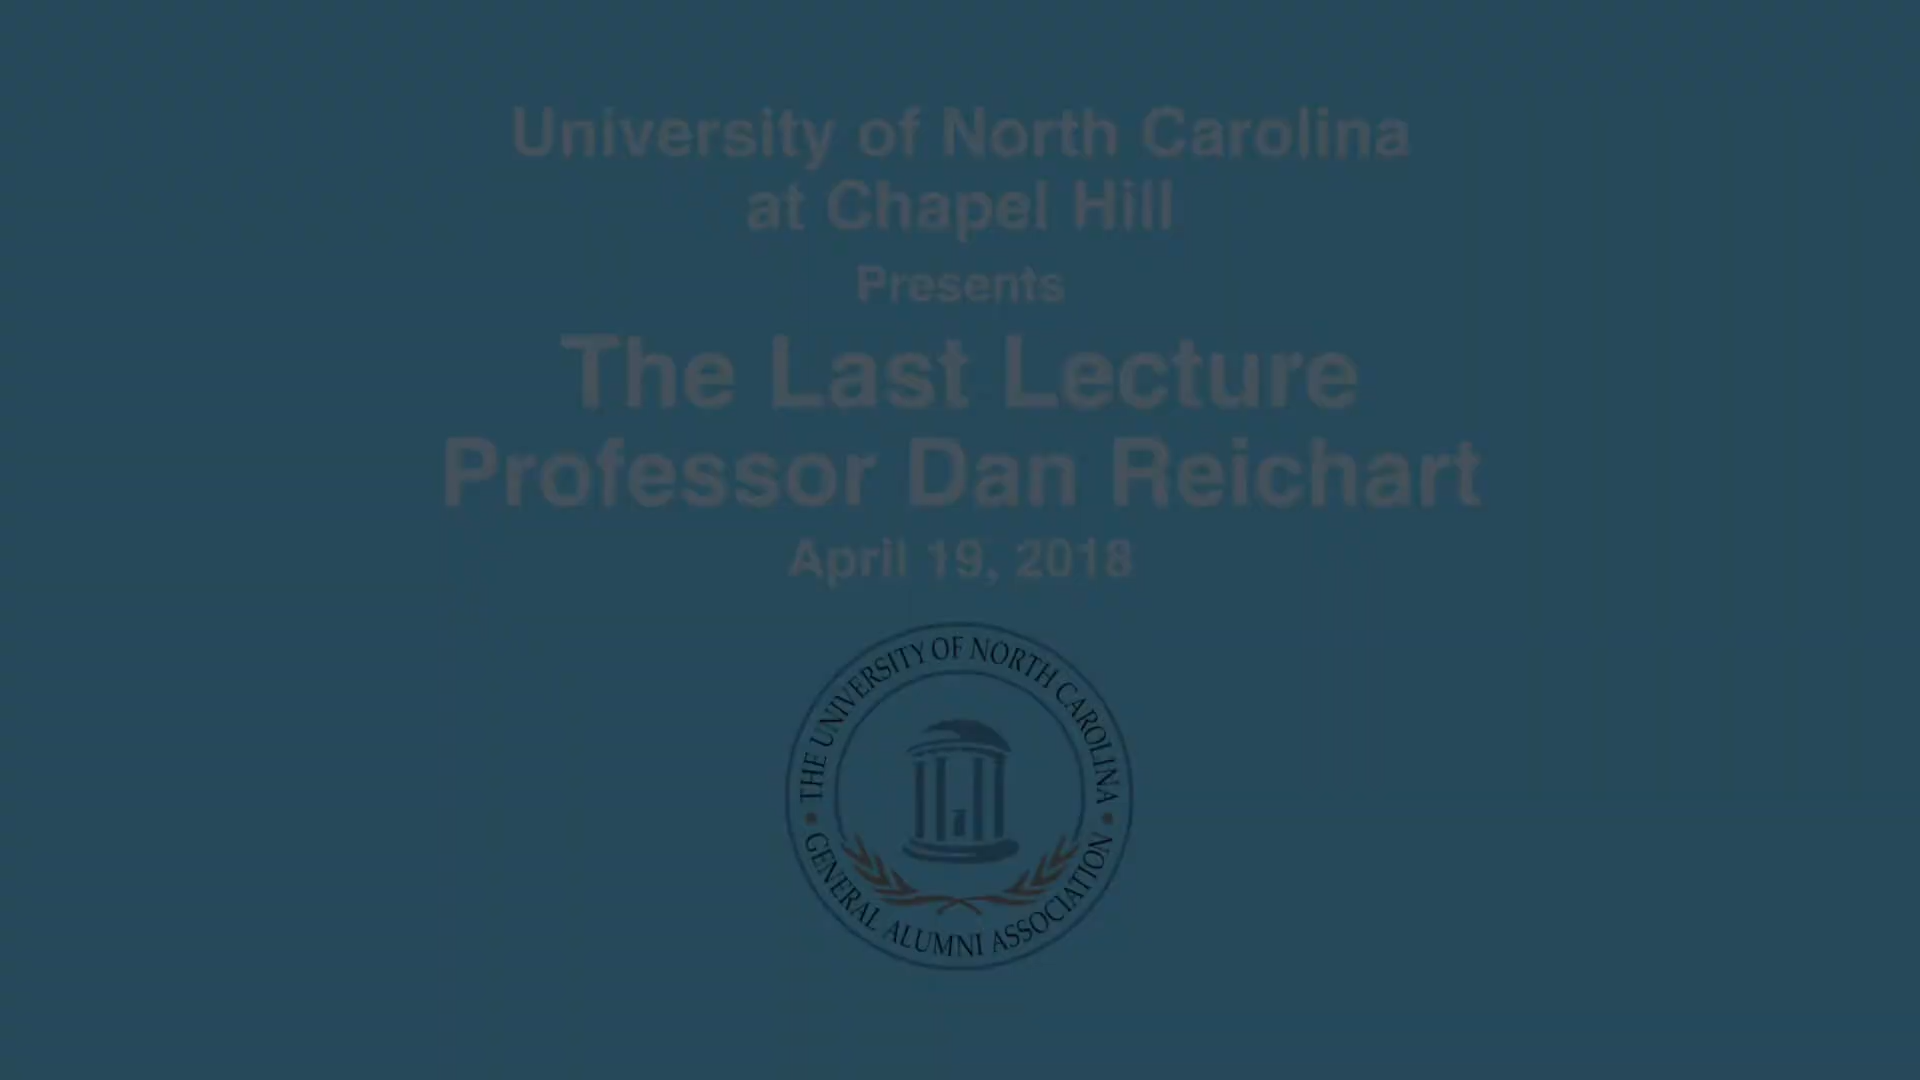 University of North Carolina
at Chapel Hill
Presents
The Last Lecture
Professor Dan Reichart
April 19, 2018
THE UNIVERSITY OF NORTH CAROLINA
• GENERAL ALUMNI ASSOCIATION •